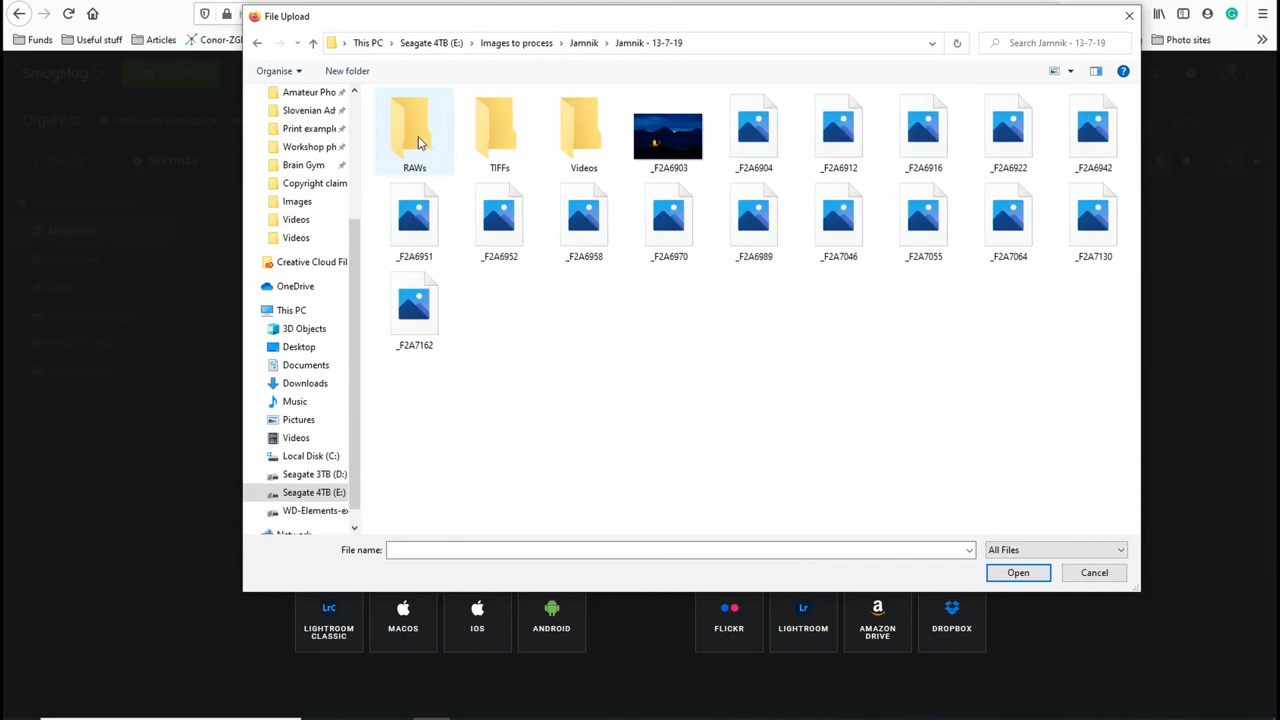 File Upload
Funds
Useful stuff
Articles
Conor-ZG
Photo sites
This PC
Seagate 4TB (E:)
Images to process
Jamnik
Jamnik - 13-7-19
Search Jamnik - 13-7-19
Organise
New folder
Amateur Pho
Slovenian Ad
Print example
Workshop ph
Brain Gym
Copyright claim
Images
Videos
Videos
Creative Cloud Fil
OneDrive
This PC
3D Objects
Desktop
Documents
Downloads
Music
Pictures
Videos
Local Disk (C:)
Seagate 3TB (D:)
Seagate 4TB (E:)
WD-Elements-e
RAWs
TIFFs
Videos
_F2A6903
_F2A6904
_F2A6912
_F2A6916
_F2A6922
_F2A6942
_F2A6951
_F2A6952
_F2A6958
_F2A6970
_F2A6989
_F2A7046
_F2A7055
_F2A7064
_F2A7130
_F2A7162
File name:
All Files
Open
Cancel
SmugMug
Organize
SETTINGS
LrC
LIGHTROOM
CLASSIC
MACOS
IOS
ANDROID
FLICKR
Lr
LIGHTROOM
AMAZON
DRIVE
DROPBOX